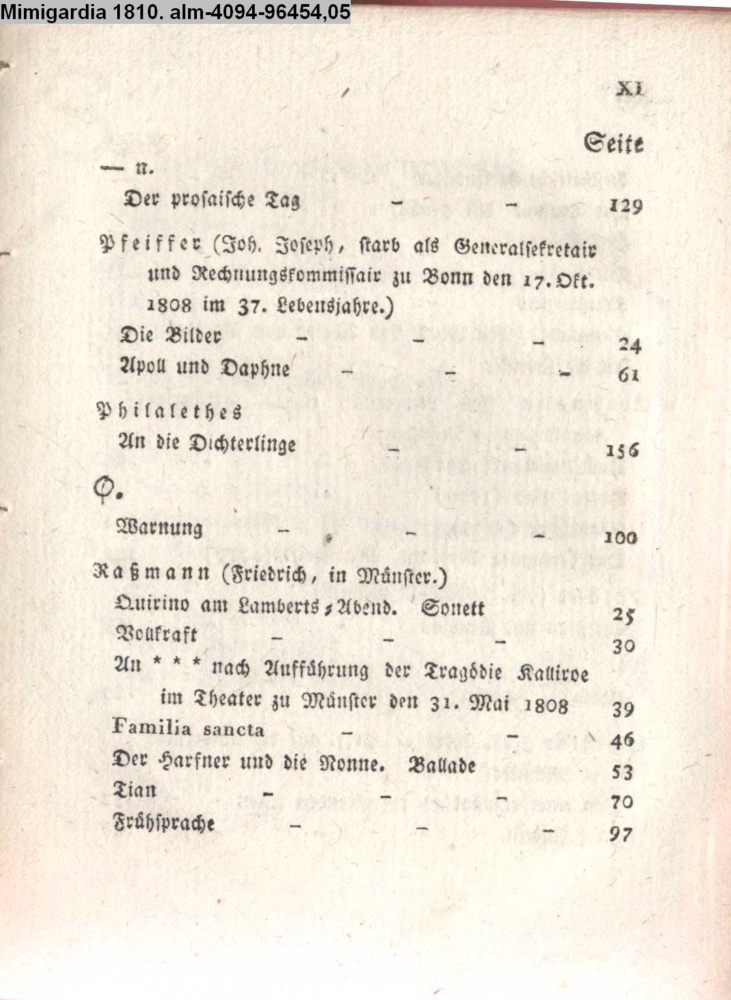 Mimigardia 1810. alm-4094-96454,05
XI
Seite
— n.
Der prosaische Tag – – 129
Pfeiffer (Joh. Joseph, starb als Generalsekretair
und Rechnungskommissair zu Bonn den 17. Okt.
1808 im 37. Lebensjahre.)
Die Bilder – – – 24
Apoll und Daphne – – – 61
Philalethes
An die Dichterlinge – – 156
Ø.
Warnung – – – 100
Raßmann (Friedrich, in Münster.)
Quirino am Lamberts-Abend. Sonett 25
Vollkraft – – – 30
An * * * nach Aufführung der Tragödie Kalliroe
im Theater zu Münster den 31. Mai 1808 39
Familia sancta – – 46
Der Harfner und die Nonne. Ballade 53
Tian – – – 70
Frühsprache – – – 97